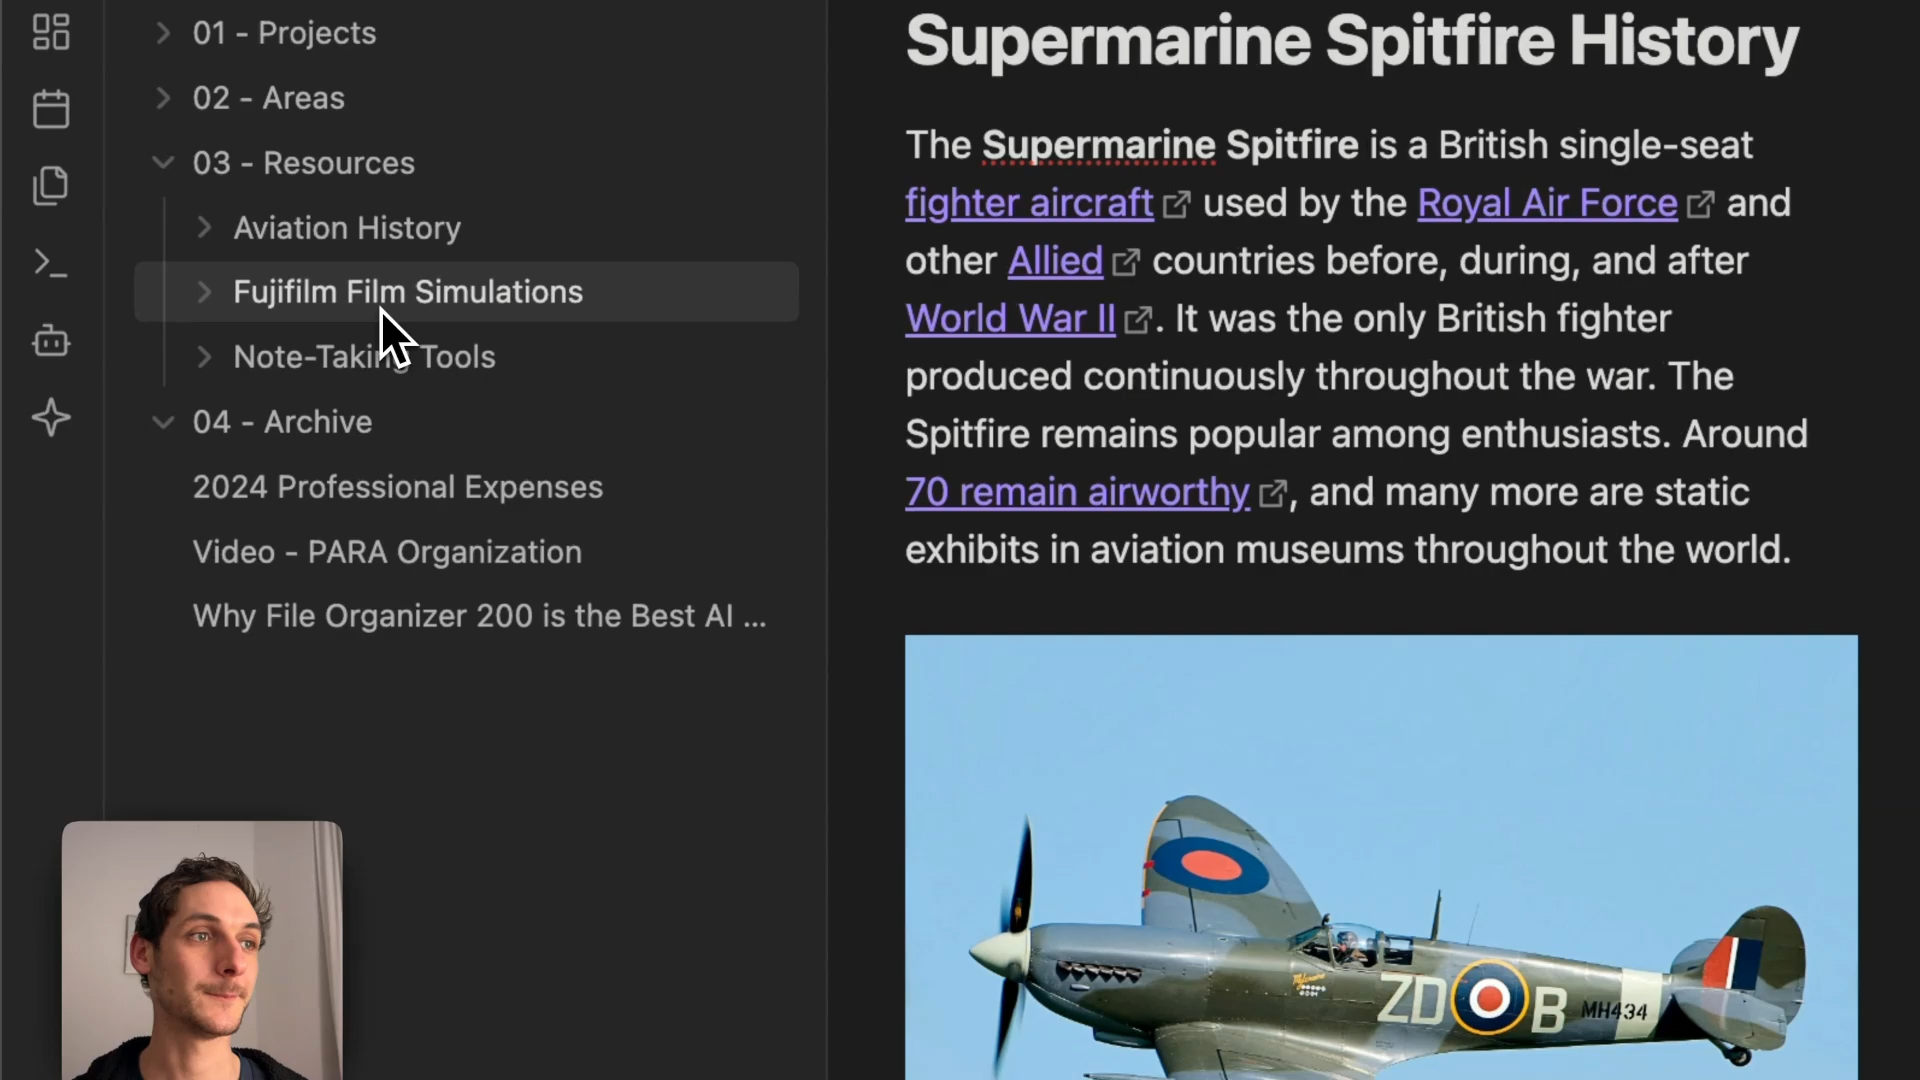 01 - Projects
02 - Areas
03 - Resources
Aviation History
Fujifilm Film Simulations
Note-Taking Tools
04 - Archive
2024 Professional Expenses
Video - PARA Organization
Why File Organizer 200 is the Best AI ...
Supermarine Spitfire History
The Supermarine Spitfire is a British single-seat
fighter aircraft used by the Royal Air Force and
other Allied countries before, during, and after
World War II. It was the only British fighter
produced continuously throughout the war. The
Spitfire remains popular among enthusiasts. Around
70 remain airworthy, and many more are static
exhibits in aviation museums throughout the world.
ZD B MH434